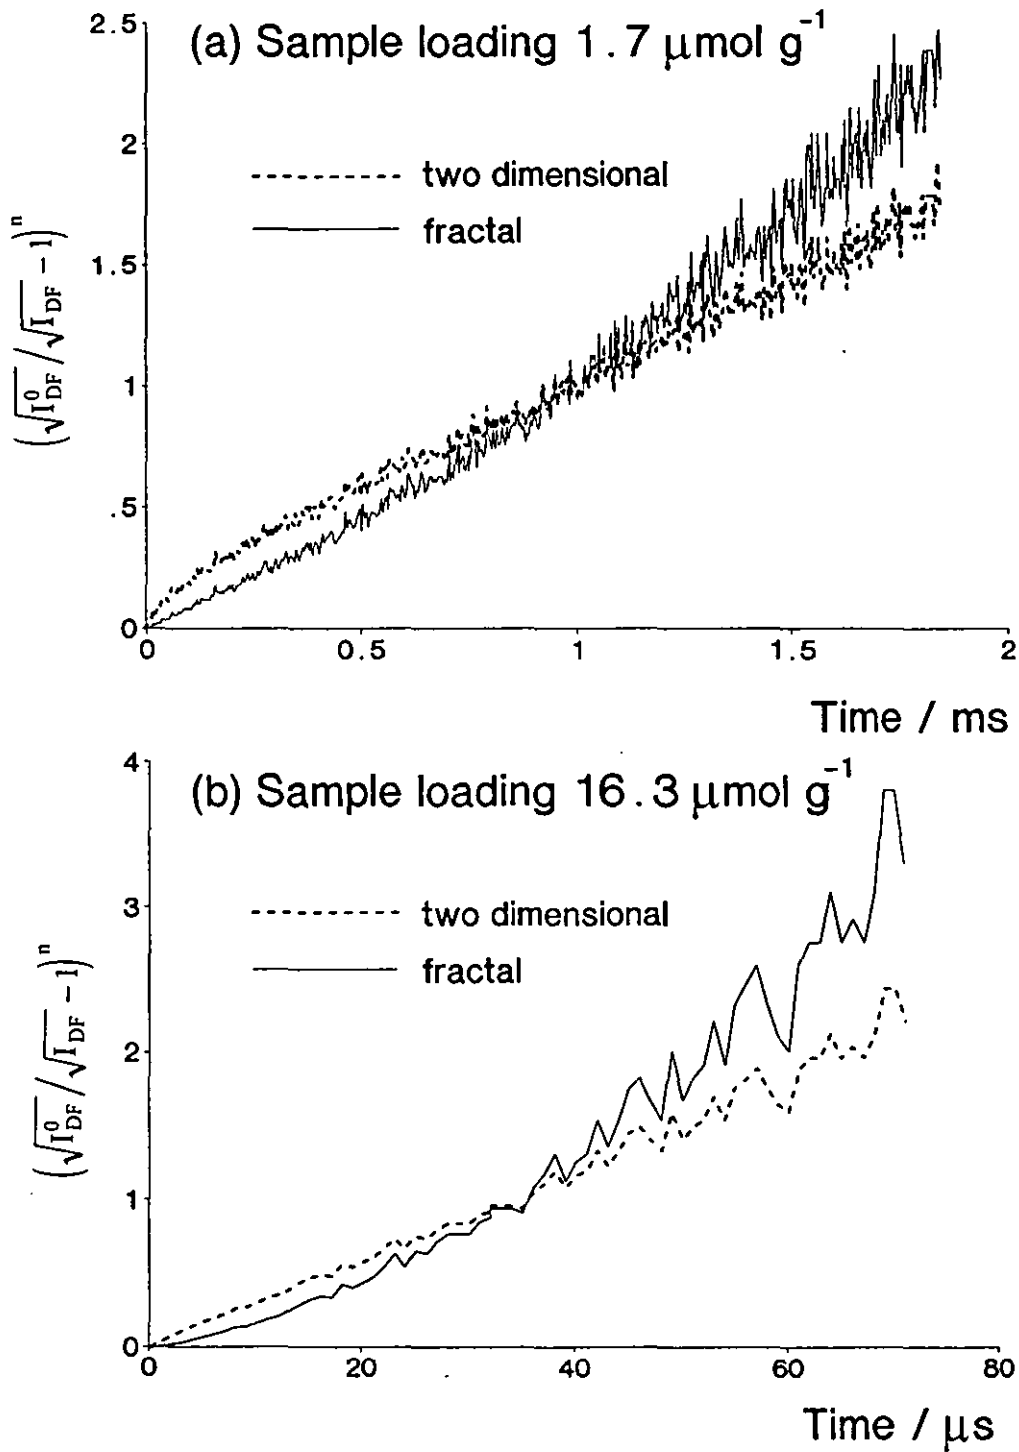 (a) Sample loading 1.7 μmol g⁻¹
2.5
2
1.5
1
.5
0
two dimensional
fractal
(√I⁰DF / √IDF - 1)ⁿ
0 0.5 1 1.5 2
Time / ms
(b) Sample loading 16.3 μmol g⁻¹
4
3
2
1
0
two dimensional
fractal
(√I⁰DF / √IDF - 1)ⁿ
0 20 40 60 80
Time / μs